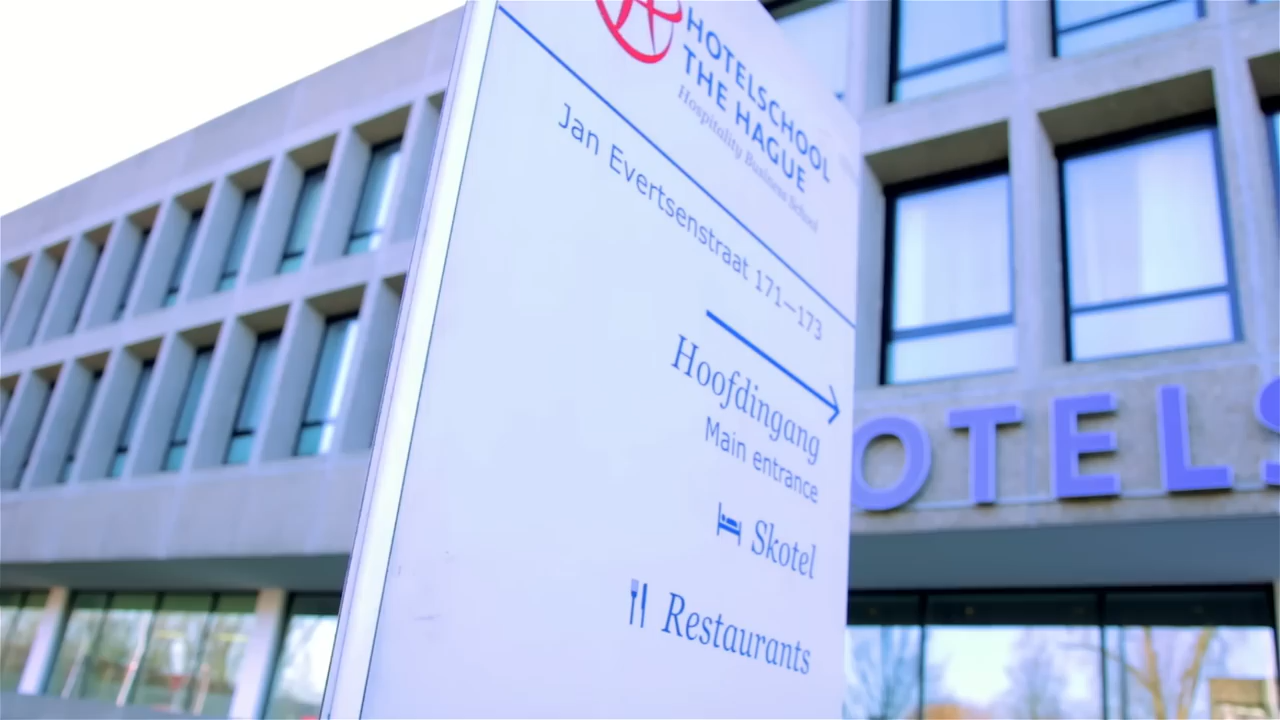 HOTELSCHOOL
THE HAGUE
Hospitality Business School
Jan Evertsenstraat 171—173
Hoofdingang
Main entrance
Skotel
Restaurants
OTELS